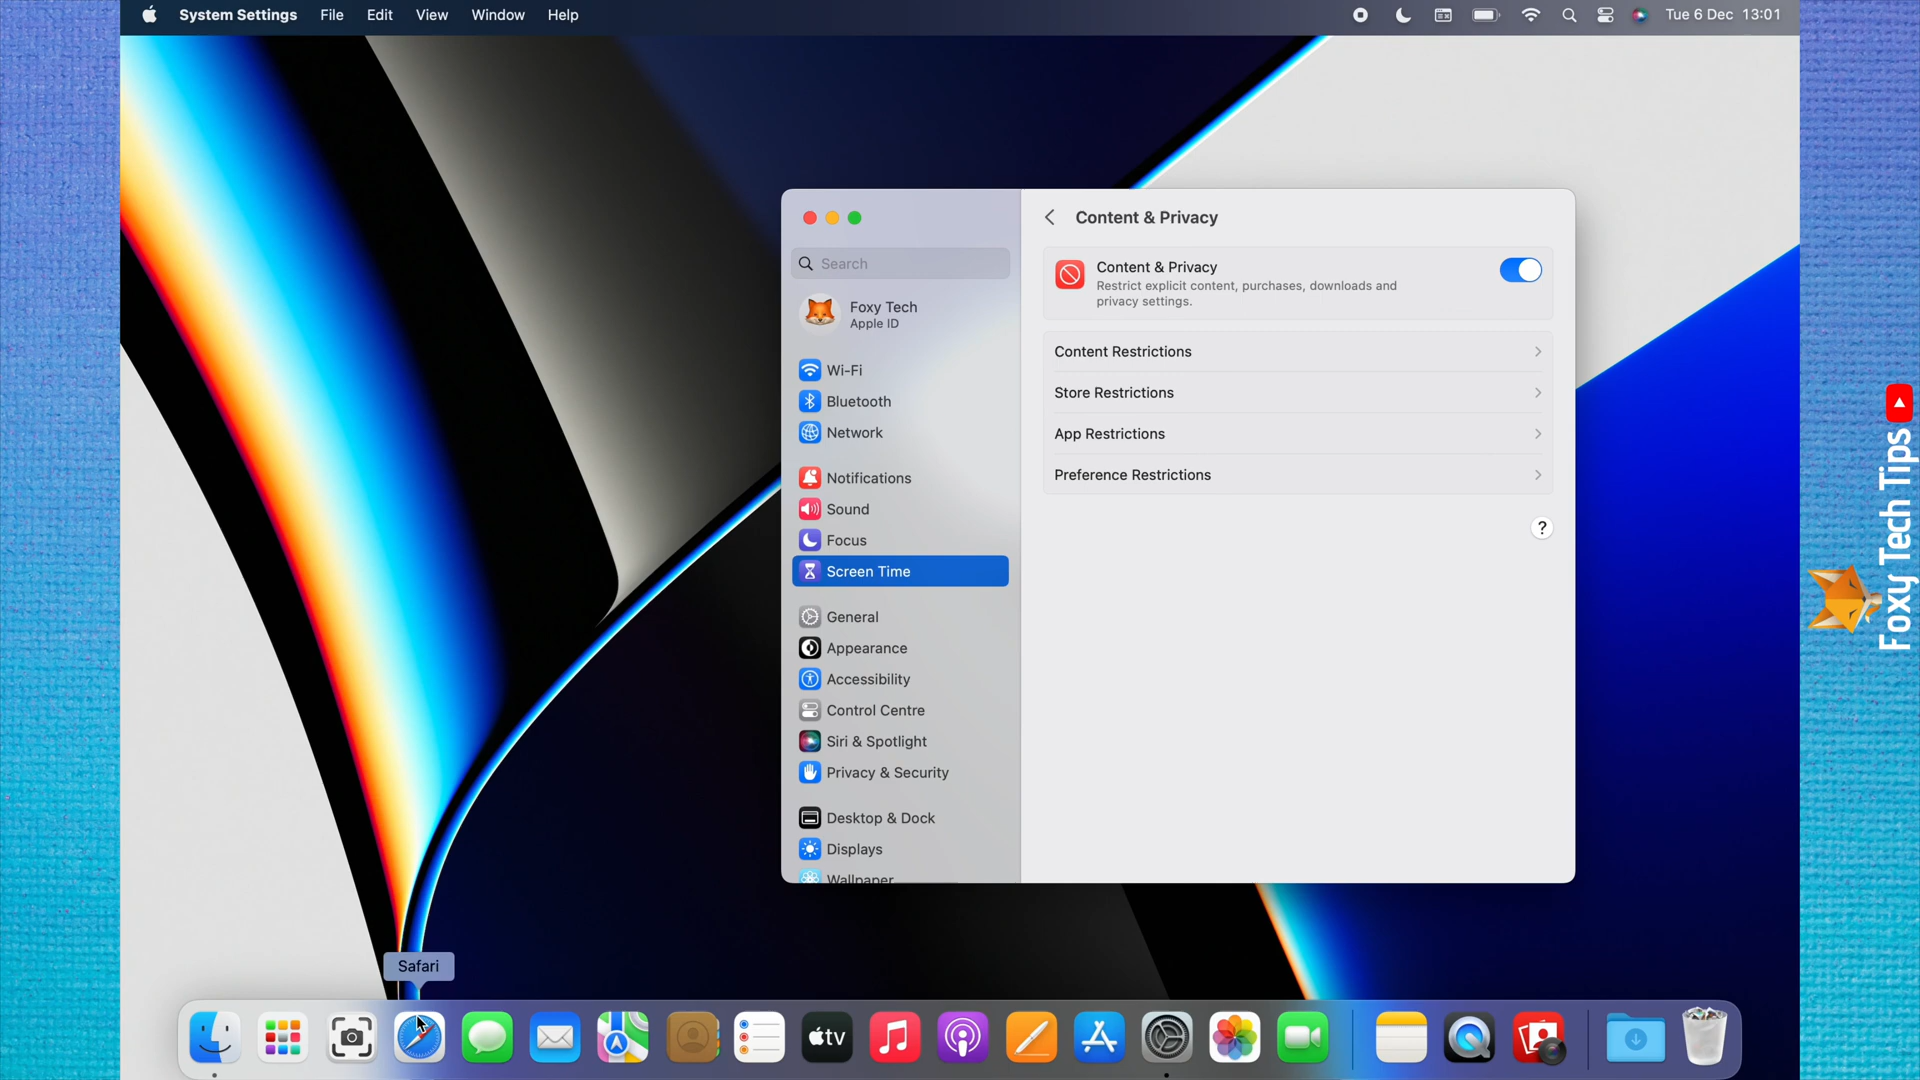 System Settings File Edit View Window Help
Tue 6 Dec 13:01
Content & Privacy
Search
Content & Privacy
Restrict explicit content, purchases, downloads and
privacy settings.
Foxy Tech
Apple ID
Content Restrictions
Wi-Fi
Store Restrictions
Bluetooth
App Restrictions
Network
Preference Restrictions
Notifications
Sound
?
Focus
Screen Time
General
Appearance
Accessibility
Control Centre
Siri & Spotlight
Privacy & Security
Desktop & Dock
Displays
Wallpaper
Foxy Tech Tips
Safari
tv